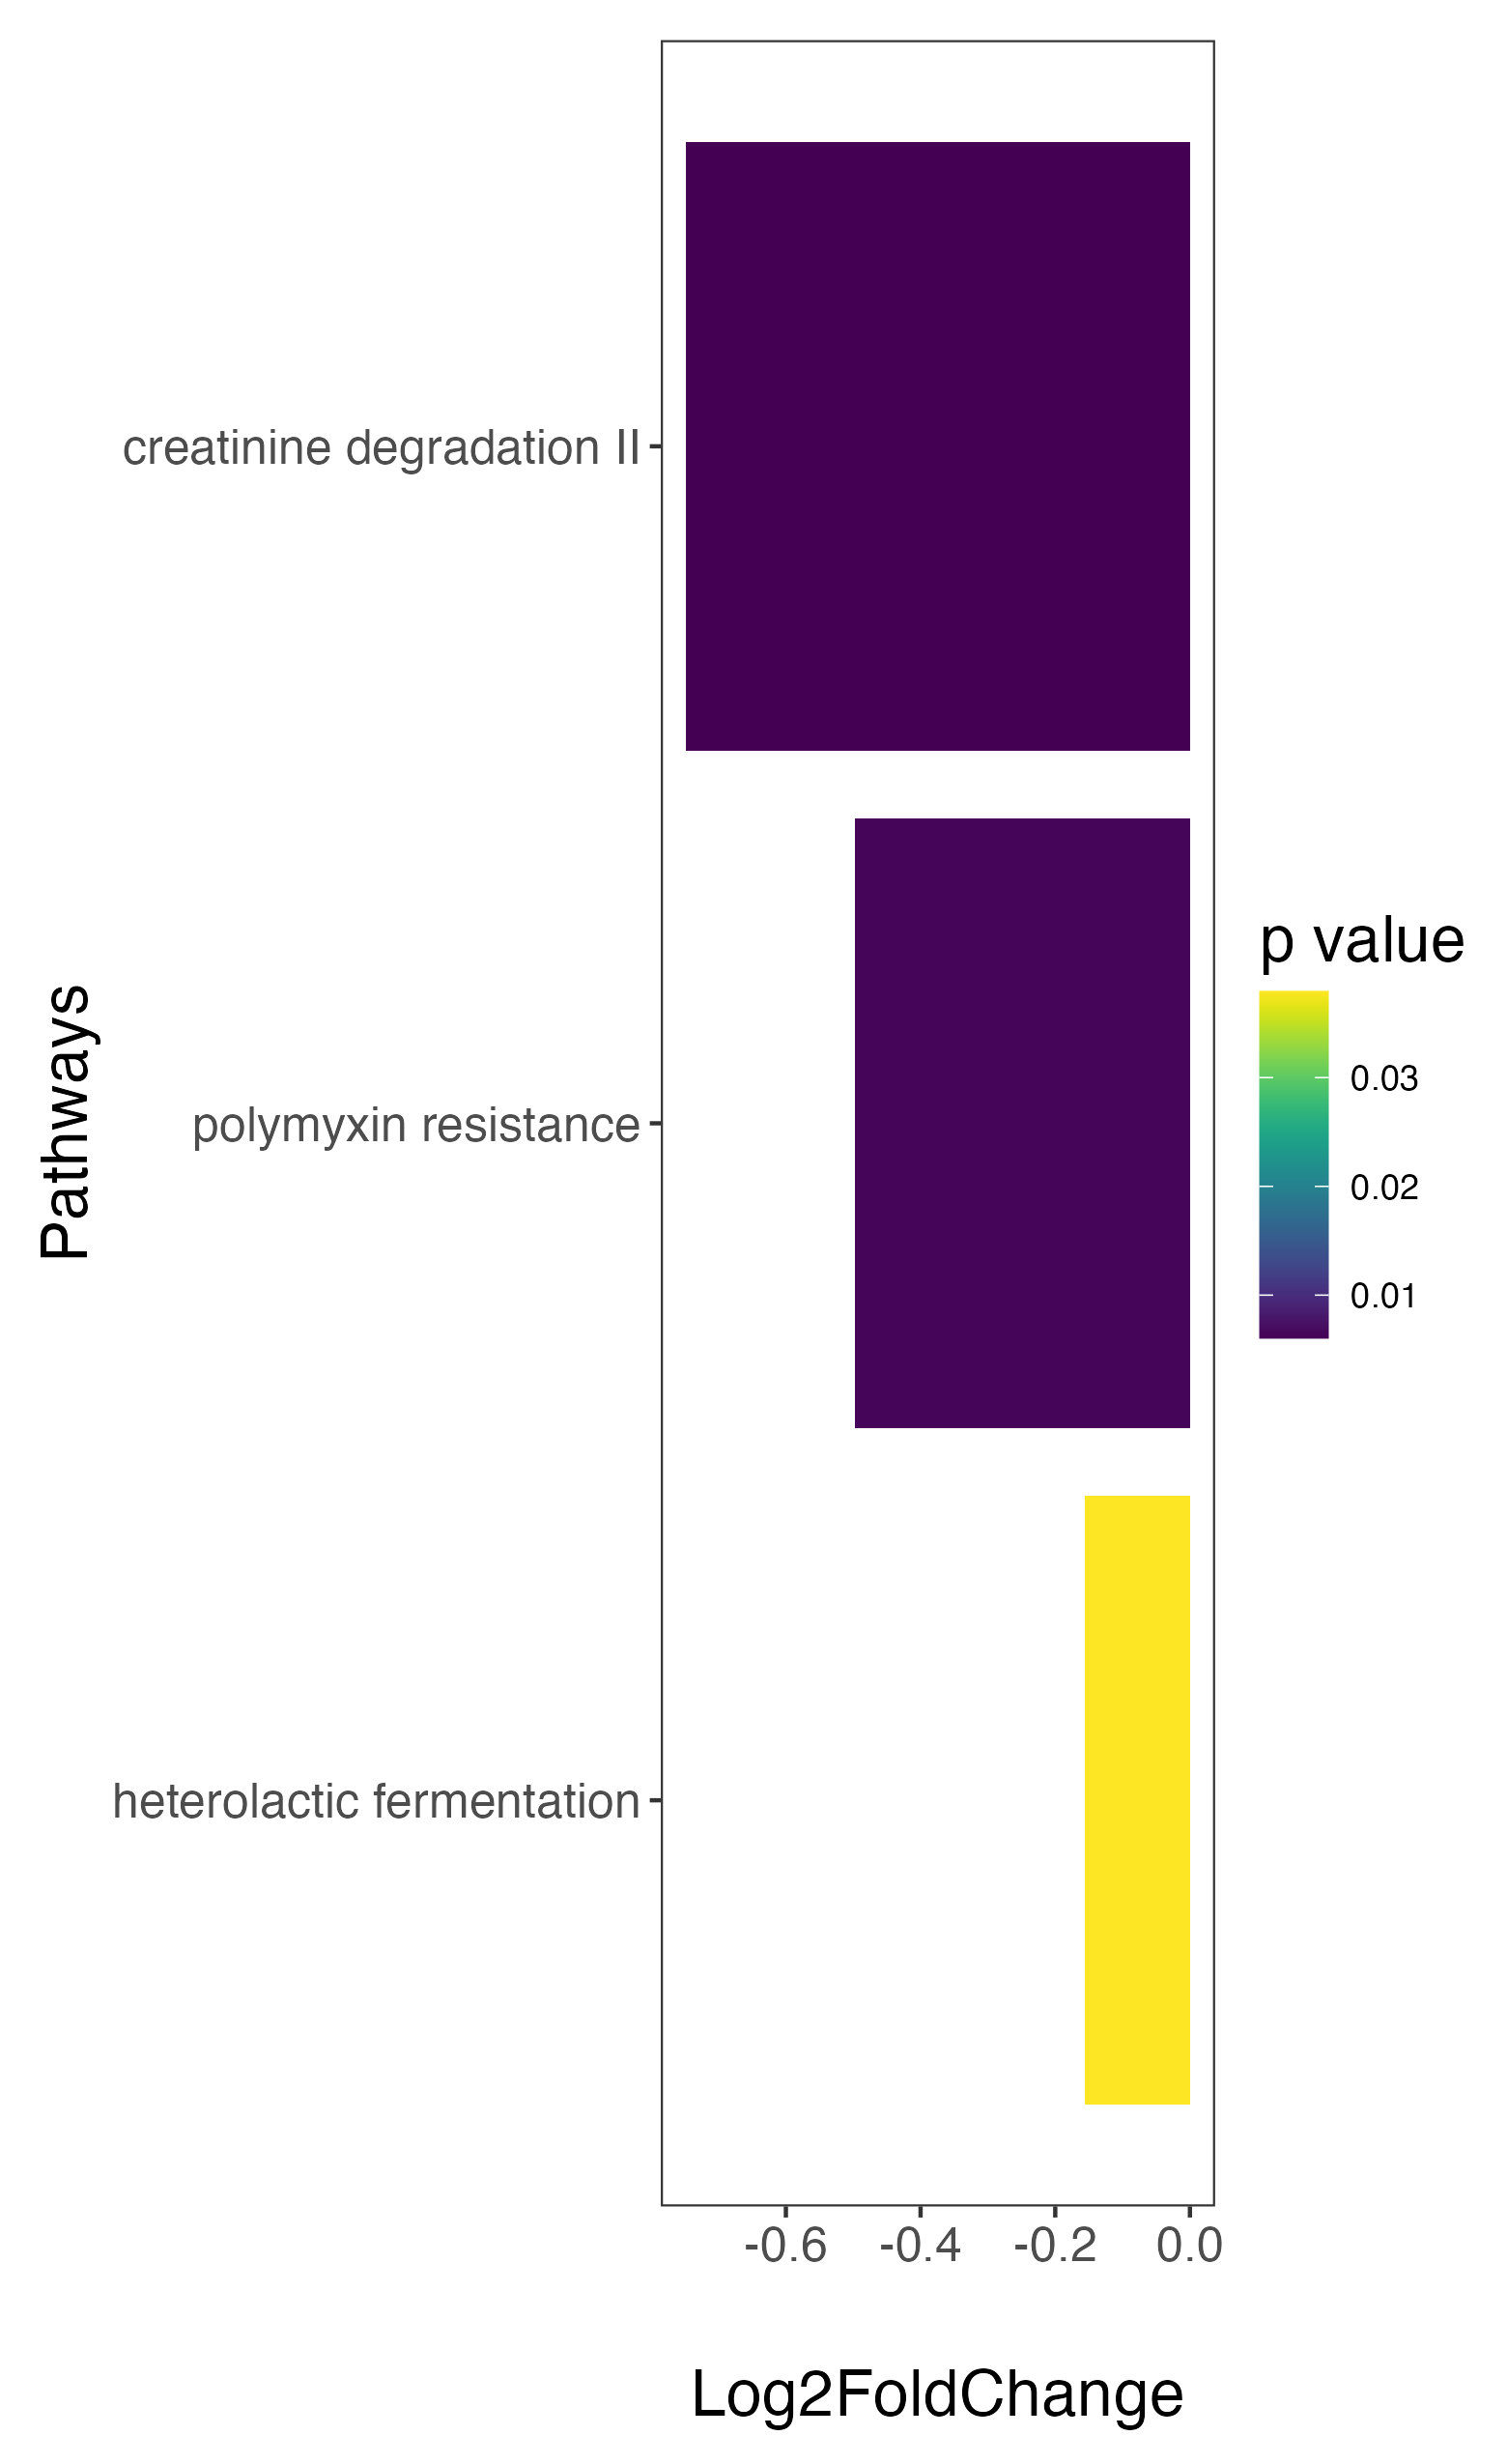 creatinine degradation II
polymyxin resistance
heterolactic fermentation
Pathways
-0.6 -0.4 -0.2 0.0
Log2FoldChange
p value
0.03
0.02
0.01